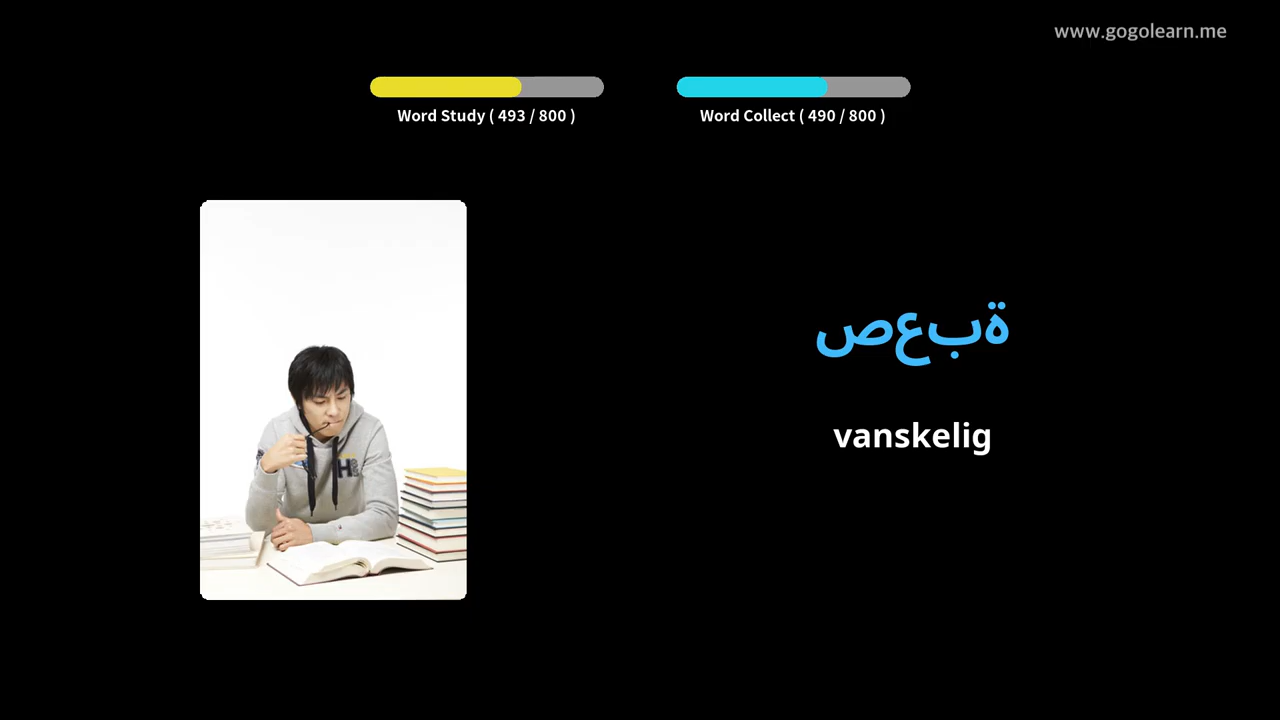 www.gogolearn.me
Word Study ( 493 / 800 )
Word Collect ( 490 / 800 )
صعبة
vanskelig
H